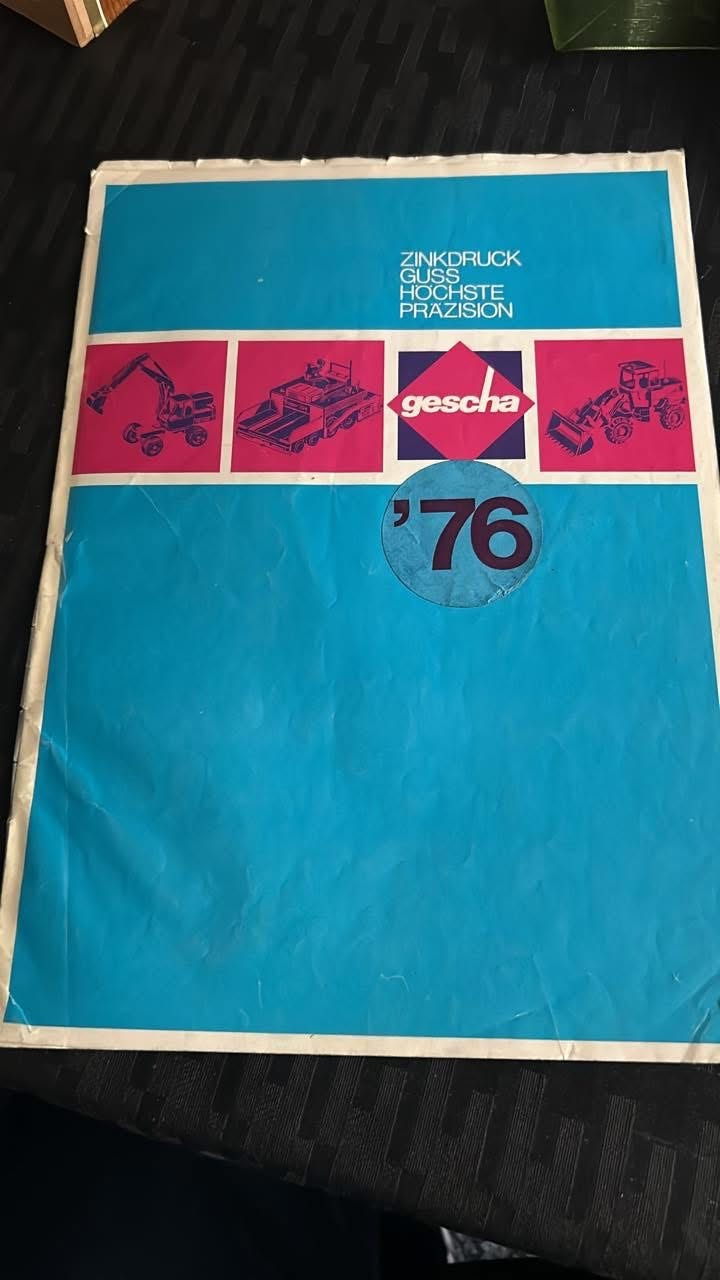 ZINKDRUCK
GUSS
HÖCHSTE
PRÄZISION
gescha
'76